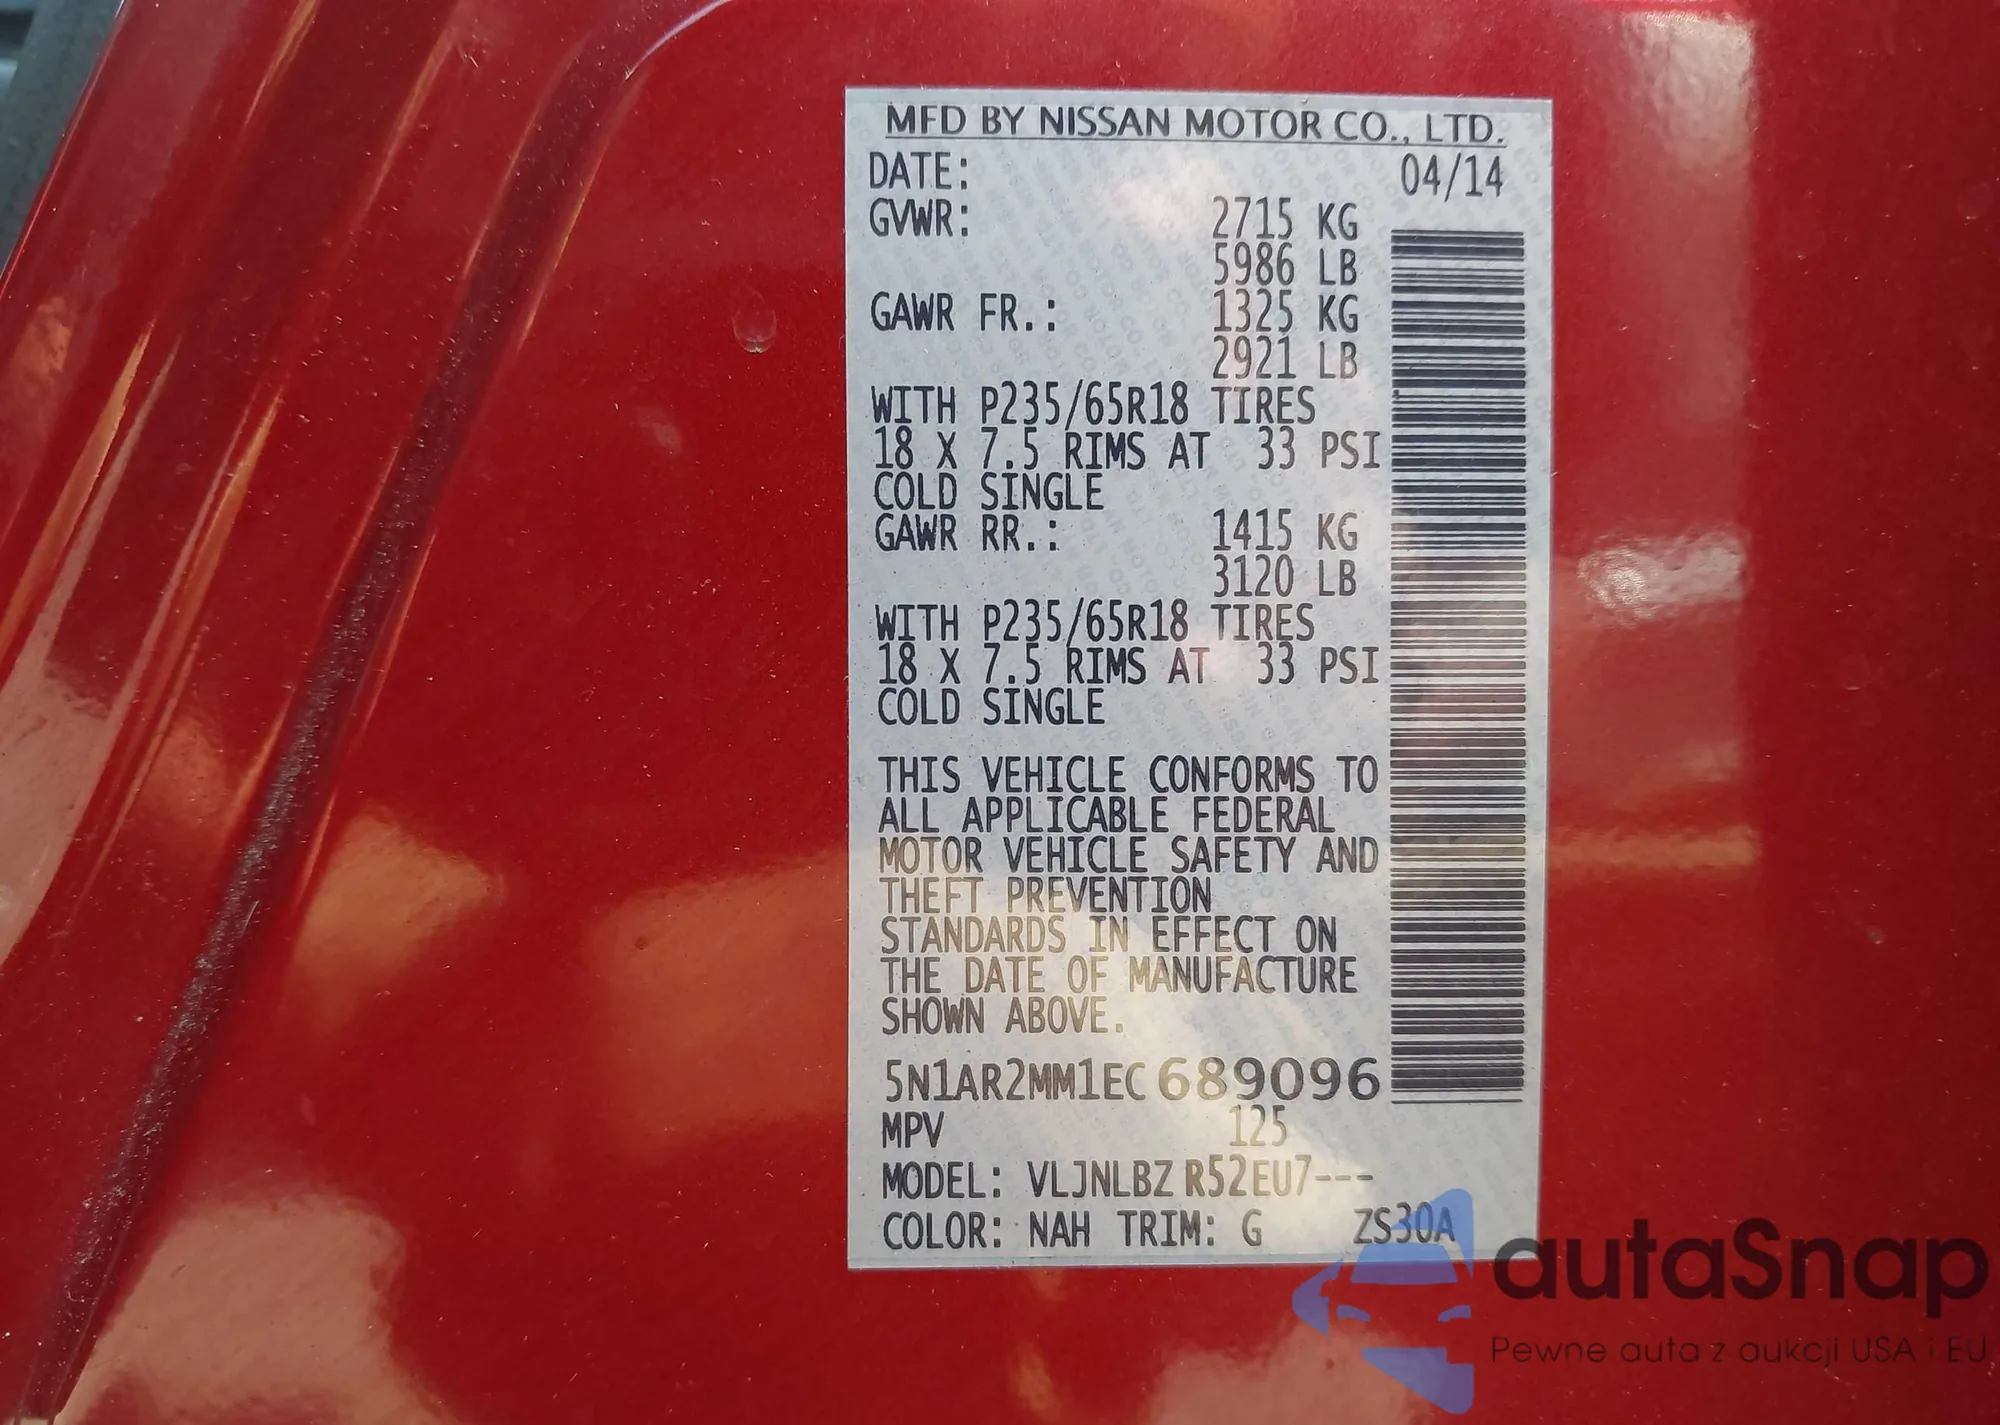 MFD BY NISSAN MOTOR CO., LTD.
DATE: 04/14
GVWR: 2715 KG
5986 LB
GAWR FR.: 1325 KG
2921 LB
WITH P235/65R18 TIRES
18 X 7.5 RIMS AT 33 PSI
COLD SINGLE
GAWR RR.: 1415 KG
3120 LB
WITH P235/65R18 TIRES
18 X 7.5 RIMS AT 33 PSI
COLD SINGLE
THIS VEHICLE CONFORMS TO
ALL APPLICABLE FEDERAL
MOTOR VEHICLE SAFETY AND
THEFT PREVENTION
STANDARDS IN EFFECT ON
THE DATE OF MANUFACTURE
SHOWN ABOVE.
5N1AR2MM1EC689096
MPV 125
MODEL: VLJNLBZ R52EU7---
COLOR: NAH TRIM: G ZS30A
autaSnap
Pewne auta z aukcji USA i EU